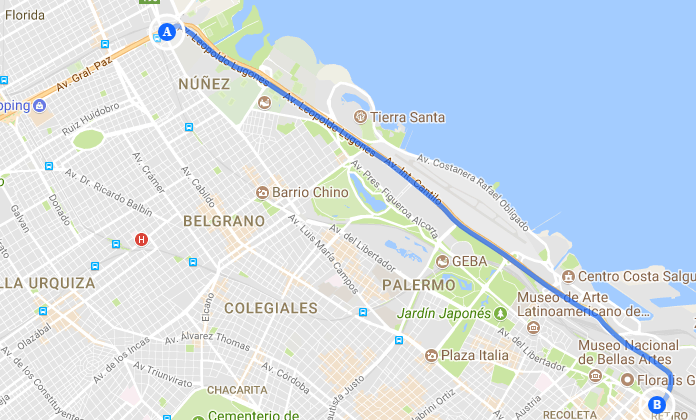 Florida
A
Av. Leopoldo Lugones
Av. Gral. Paz
NÚÑEZ
pping
Av. Leopoldo Lugones
Ruiz Huidobro
Tierra Santa
Av. Int. Cantilo
Av. Costanera Rafael Obligado
Av. Cramer
Av. Cabildo
Av. Pres. Figueroa Alcorta
Av. Dr. Ricardo Balbín
Barrio Chino
Galvan
Donado
BELGRANO
H
Av. Luis María Campos
Av. del Libertador
GEBA
LLA URQUIZA
Centro Costa Salgu
PALERMO
Museo de Arte
Latinoamericano de...
Elcano
COLEGIALES
Jardín Japonés
Olazábal
Av. de los Incas
Av. Álvarez Thomas
Av. del Libertador
Museo Nacional
de Bellas Artes
Plaza Italia
Av. Triunvirato
Av. Córdoba
Floralis G
CHACARITA
RECOLETA
B
RETIRO
Cementerio de